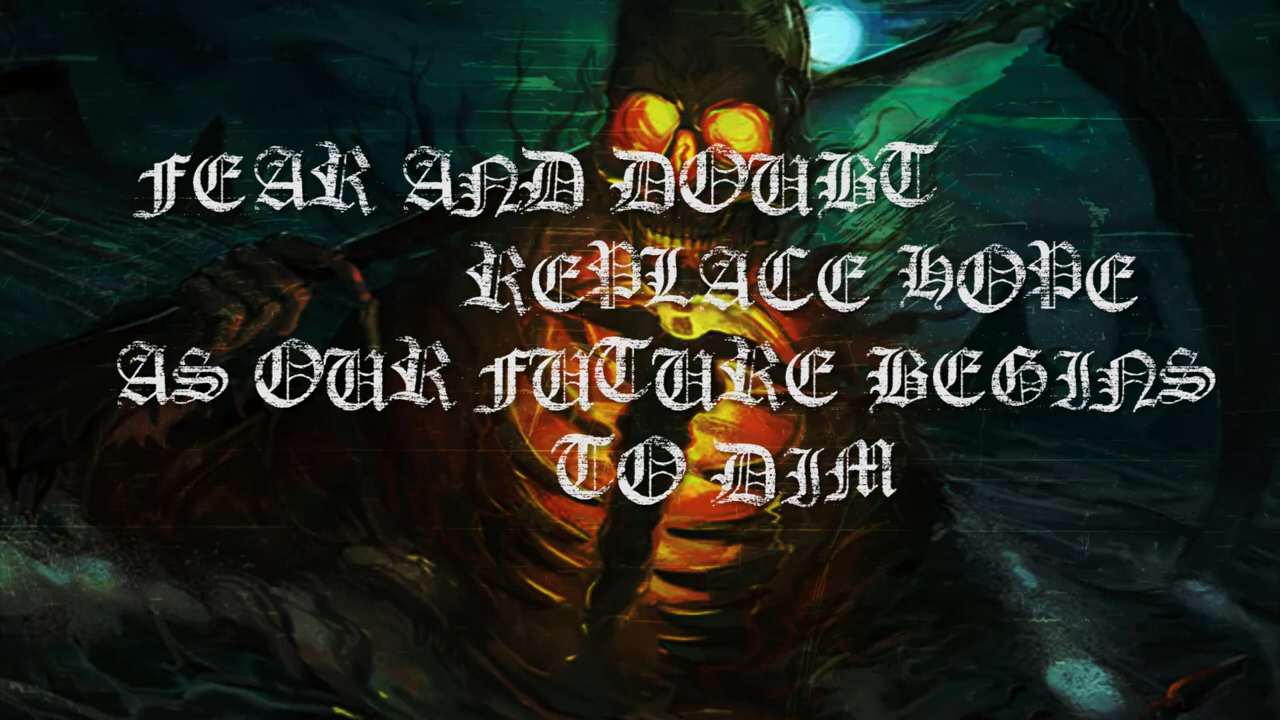 FEAR AND DOUBT
REPLACE HOPE
AS OUR FUTURE BEGINS
TO DIM